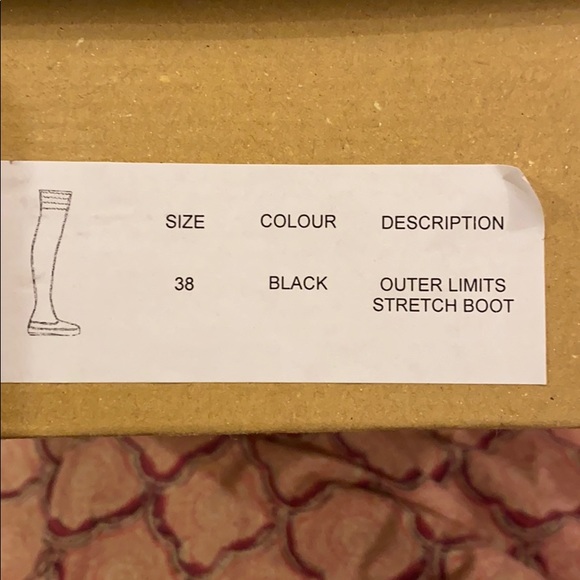 SIZE COLOUR DESCRIPTION
38 BLACK OUTER LIMITS
STRETCH BOOT